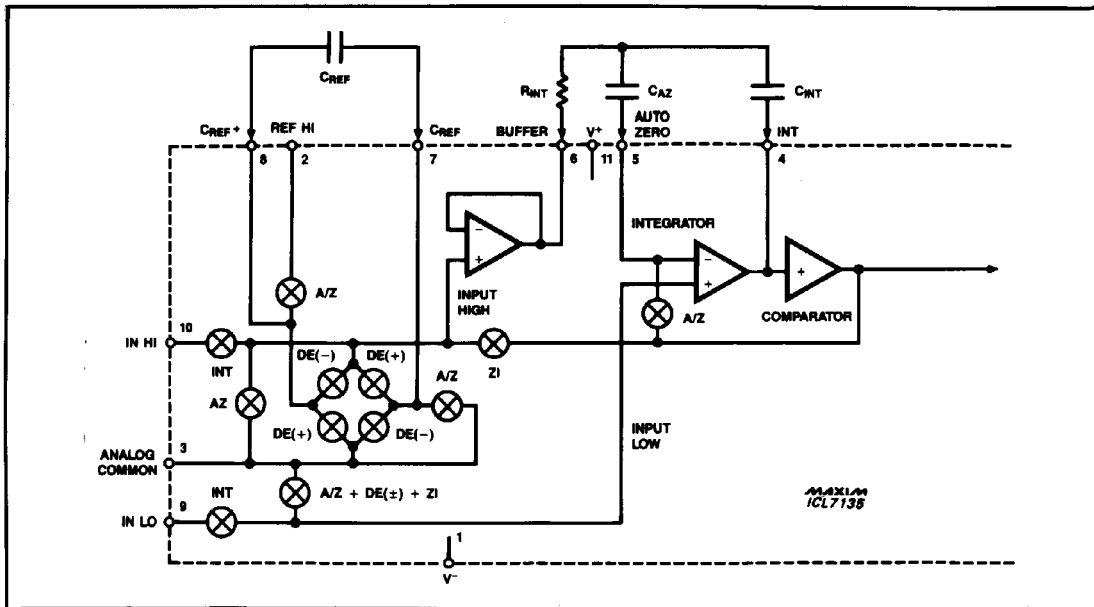 CREF
RINT
CAZ
CINT
CREF+
REF HI
CREF
BUFFER
V+
AUTO
ZERO
INT
8
2
7
6
11
5
4
INTEGRATOR
-
+
-
+
+
A/Z
INPUT
HIGH
A/Z
COMPARATOR
10
IN HI
INT
DE(-)
DE(+)
A/Z
ZI
AZ
DE(+)
DE(-)
INPUT
LOW
3
ANALOG
COMMON
INT
A/Z + DE(±) + ZI
9
IN LO
MAXIM
ICL7135
1
V-